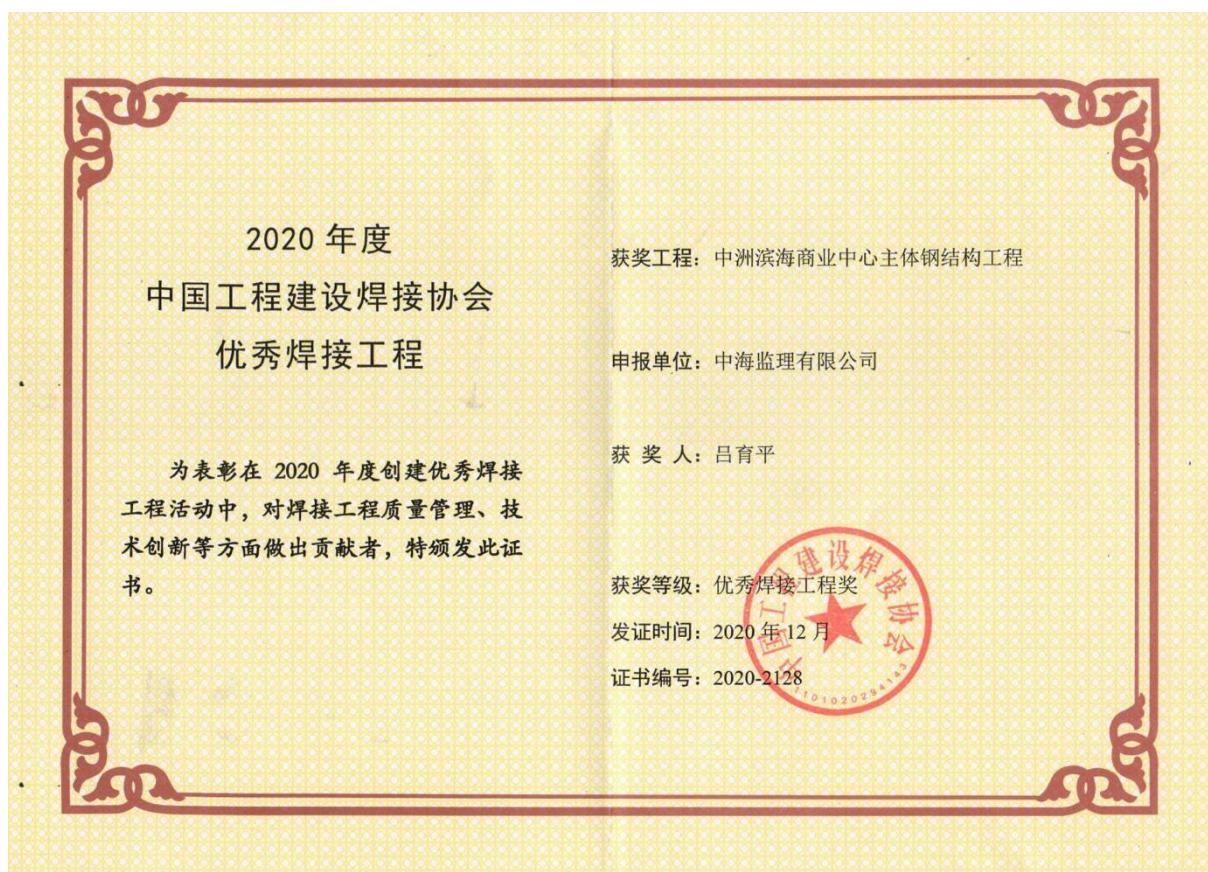 2020 年度
中国工程建设焊接协会
优秀焊接工程
为表彰在 2020 年度创建优秀焊接
工程活动中，对焊接工程质量管理、技
术创新等方面做出贡献者，特颁发此证
书。
获奖工程：中洲滨海商业中心主体钢结构工程
申报单位：中海监理有限公司
获 奖 人：吕育平
获奖等级：优秀焊接工程奖
发证时间：2020 年 12 月
证书编号：2020-2128
中国工程建设焊接协会
1101020294143